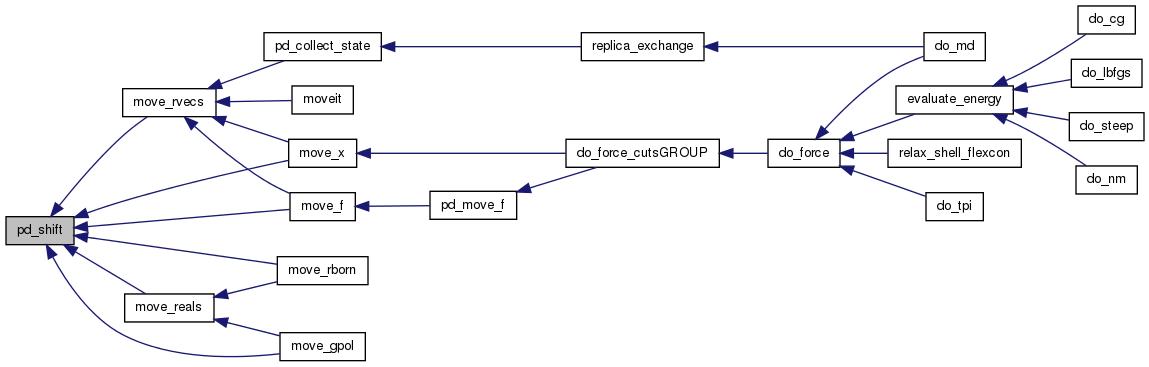 do_cg
pd_collect_state
replica_exchange
do_md
do_lbfgs
move_rvecs
moveit
evaluate_energy
do_steep
move_x
do_force_cutsGROUP
do_force
relax_shell_flexcon
do_nm
move_f
pd_move_f
do_tpi
pd_shift
move_rborn
move_reals
move_gpol